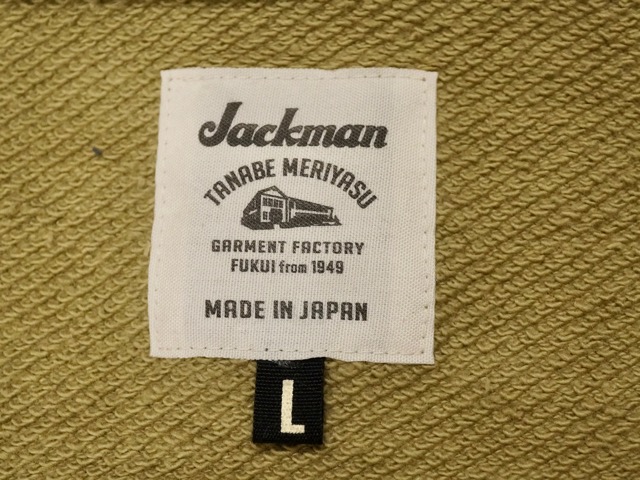 Jackman
TANABE MERIYASU
GARMENT FACTORY
FUKUI from 1949
MADE IN JAPAN
L